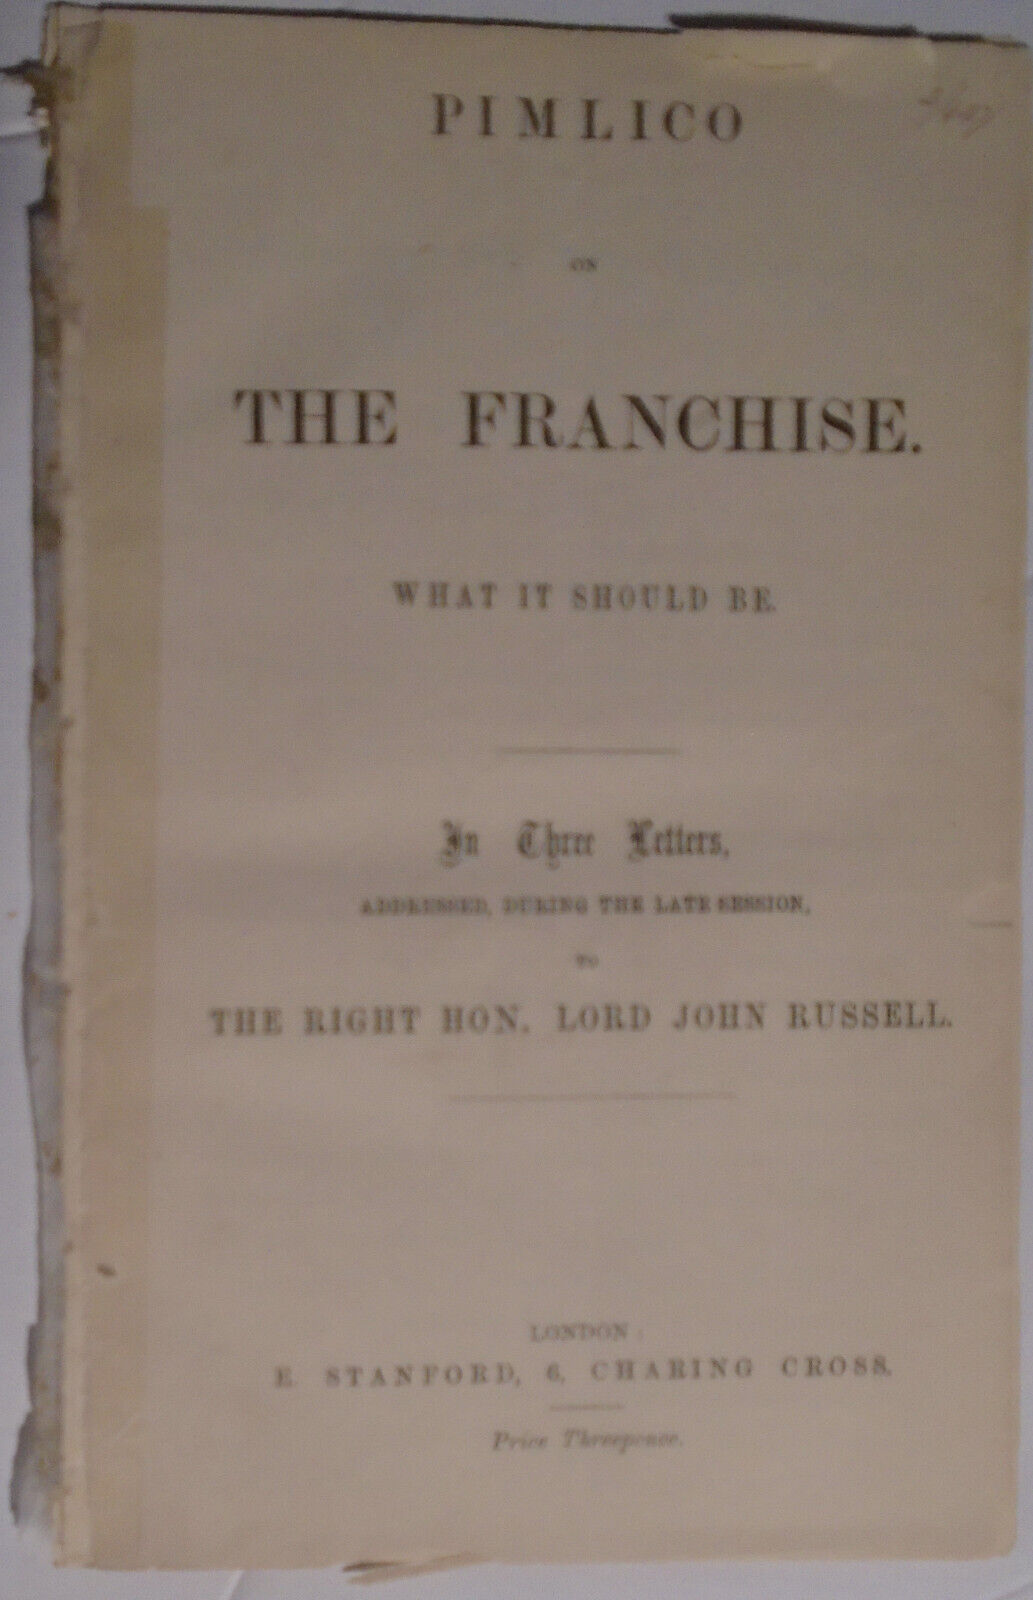 PIMLICO
ON
THE FRANCHISE.
WHAT IT SHOULD BE.
In Three Letters,
ADDRESSED, DURING THE LATE SESSION,
TO
THE RIGHT HON. LORD JOHN RUSSELL.
LONDON:
E. STANFORD, 6, CHARING CROSS.
Price Threepence.